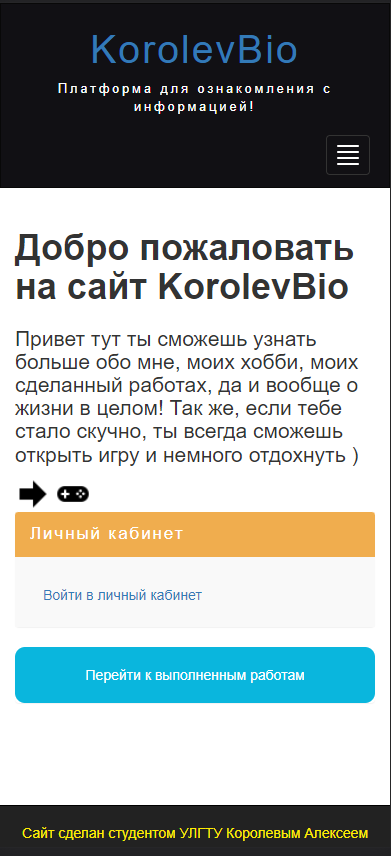 KorolevBio
Платформа для ознакомления с
информацией!
Добро пожаловать
на сайт KorolevBio
Привет тут ты сможешь узнать
больше обо мне, моих хобби, моих
сделанный работах, да и вообще о
жизни в целом! Так же, если тебе
стало скучно, ты всегда сможешь
открыть игру и немного отдохнуть )
Личный кабинет
Войти в личный кабинет
Перейти к выполненным работам
Сайт сделан студентом УЛГТУ Королевым Алексеем